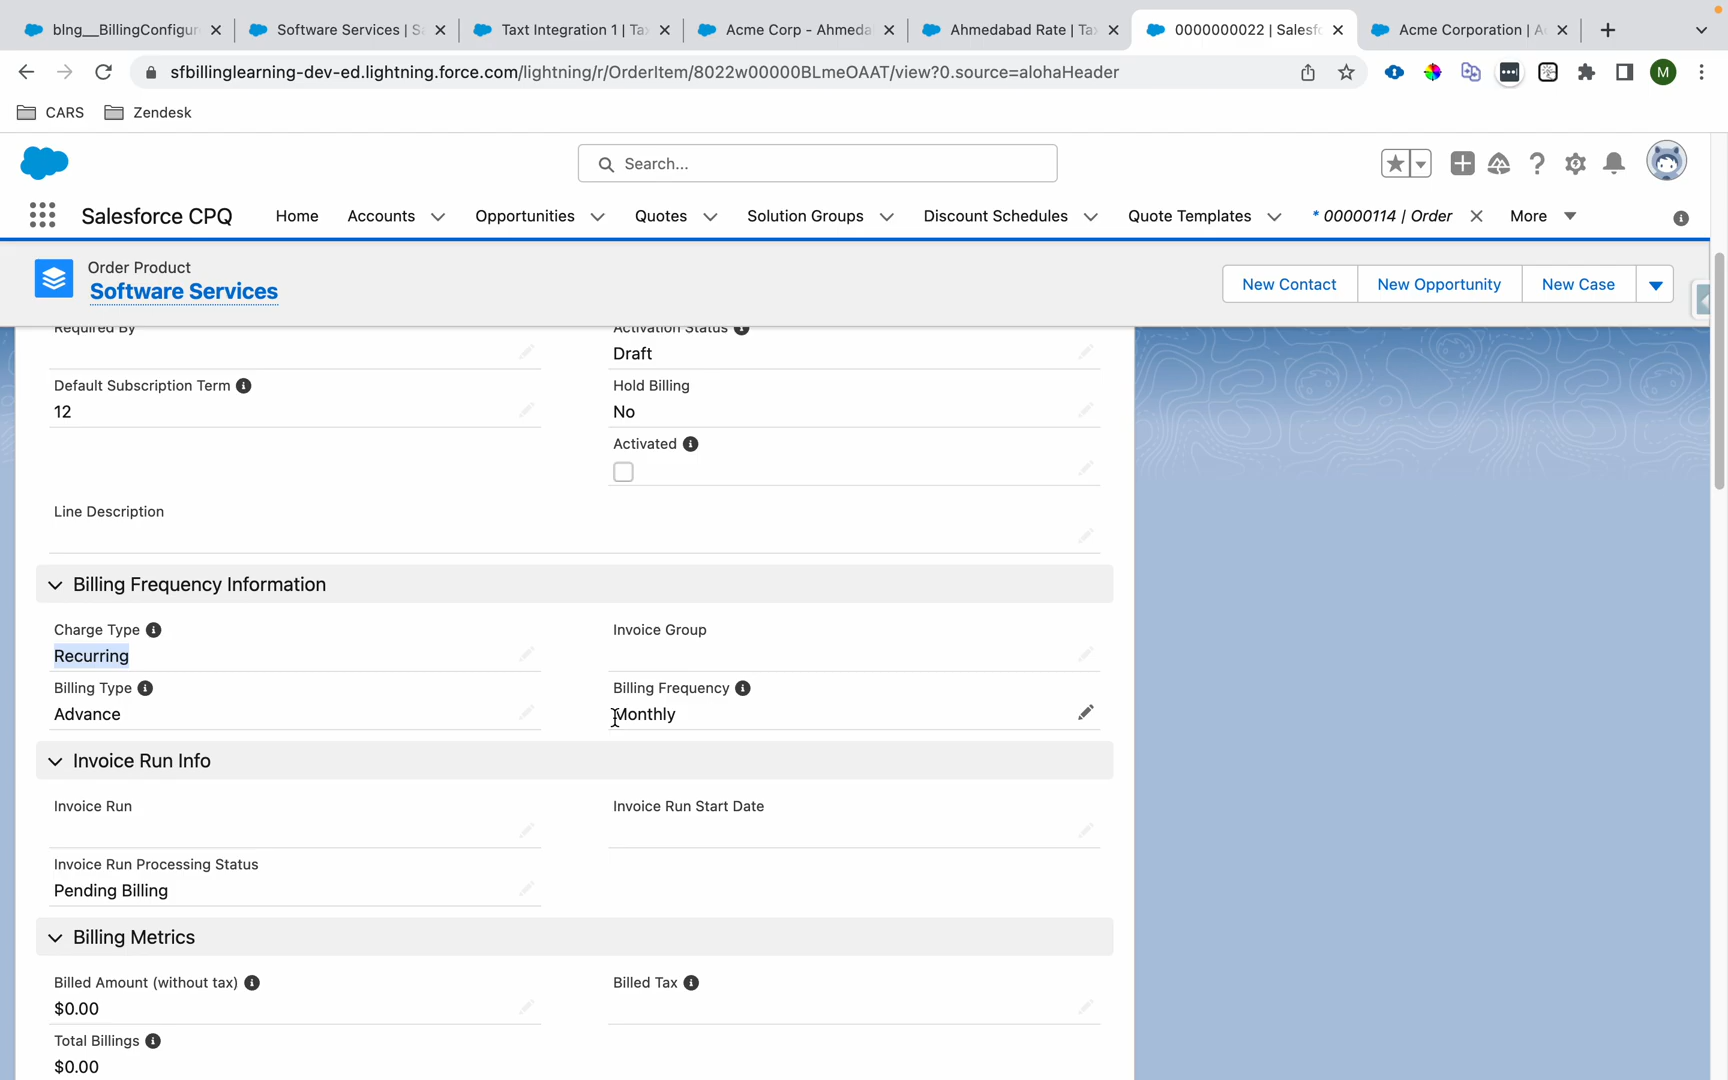 blng__BillingConfigur
Software Services | Sa
Taxt Integration 1 | Tax
Acme Corp - Ahmeda
Ahmedabad Rate | Tax
0000000022 | Salesfo
Acme Corporation | A
sfbillinglearning-dev-ed.lightning.force.com/lightning/r/OrderItem/8022w00000BLmeOAAT/view?0.source=alohaHeader
M
CARS
Zendesk
Search...
Salesforce CPQ
Home
Accounts
Opportunities
Quotes
Solution Groups
Discount Schedules
Quote Templates
* 00000114 | Order
More
Order Product
Software Services
New Contact
New Opportunity
New Case
Required By
Activation Status
Draft
Default Subscription Term
12
Hold Billing
No
Activated
Line Description
Billing Frequency Information
Charge Type
Recurring
Invoice Group
Billing Type
Advance
Billing Frequency
Monthly
Invoice Run Info
Invoice Run
Invoice Run Start Date
Invoice Run Processing Status
Pending Billing
Billing Metrics
Billed Amount (without tax)
$0.00
Billed Tax
Total Billings
$0.00